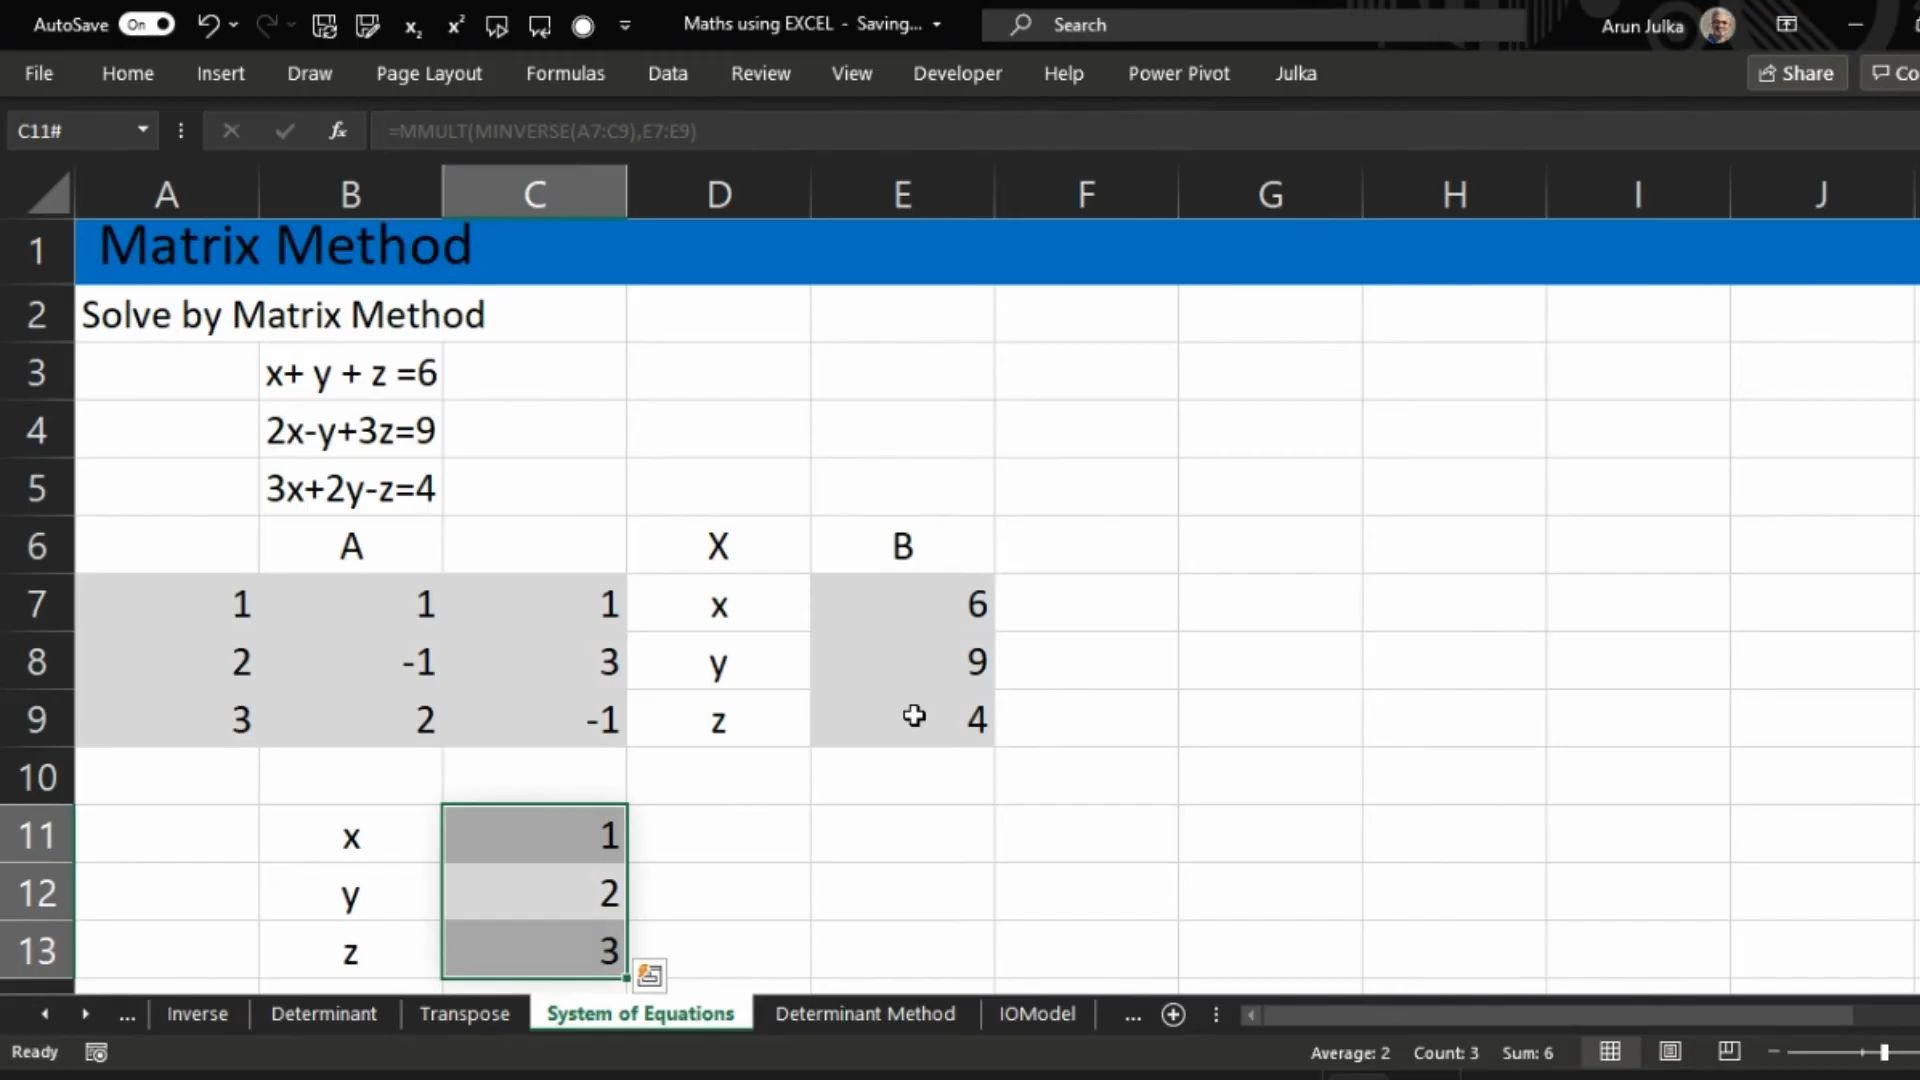 AutoSave On Maths using EXCEL - Saving... Search Arun Julka
File Home Insert Draw Page Layout Formulas Data Review View Developer Help Power Pivot Julka Share Co
C11# fx =MMULT(MINVERSE(A7:C9),E7:E9)
A B C D E F G H I J
1 Matrix Method
2 Solve by Matrix Method
3 x+ y + z =6
4 2x-y+3z=9
5 3x+2y-z=4
6 A X B
7 1 1 1 x 6
8 2 -1 3 y 9
9 3 2 -1 z 4
10
11 x 1
12 y 2
13 z 3
... Inverse Determinant Transpose System of Equations Determinant Method IOModel ...
Ready Average: 2 Count: 3 Sum: 6